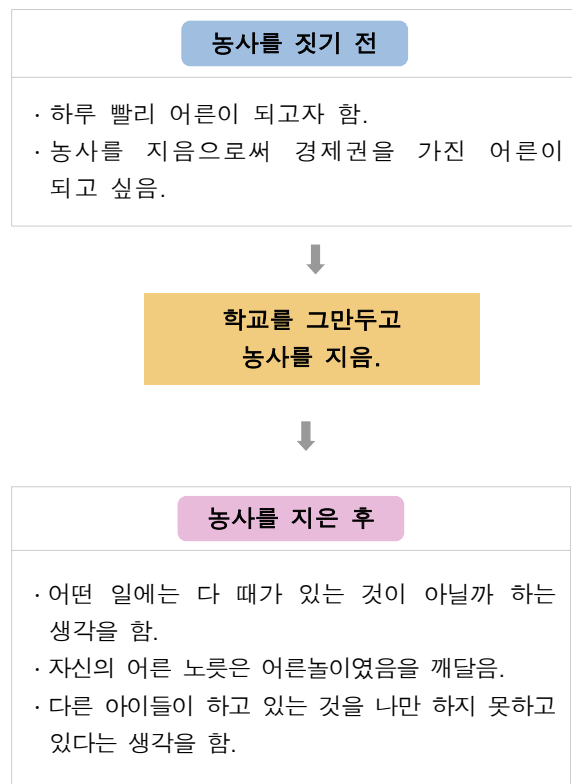 농사를 짓기 전
· 하루 빨리 어른이 되고자 함.
· 농사를 지음으로써 경제권을 가진 어른이
되고 싶음.
학교를 그만두고
농사를 지음.
농사를 지은 후
· 어떤 일에는 다 때가 있는 것이 아닐까 하는
생각을 함.
· 자신의 어른 노릇은 어른놀이였음을 깨달음.
· 다른 아이들이 하고 있는 것을 나만 하지 못하고
있다는 생각을 함.